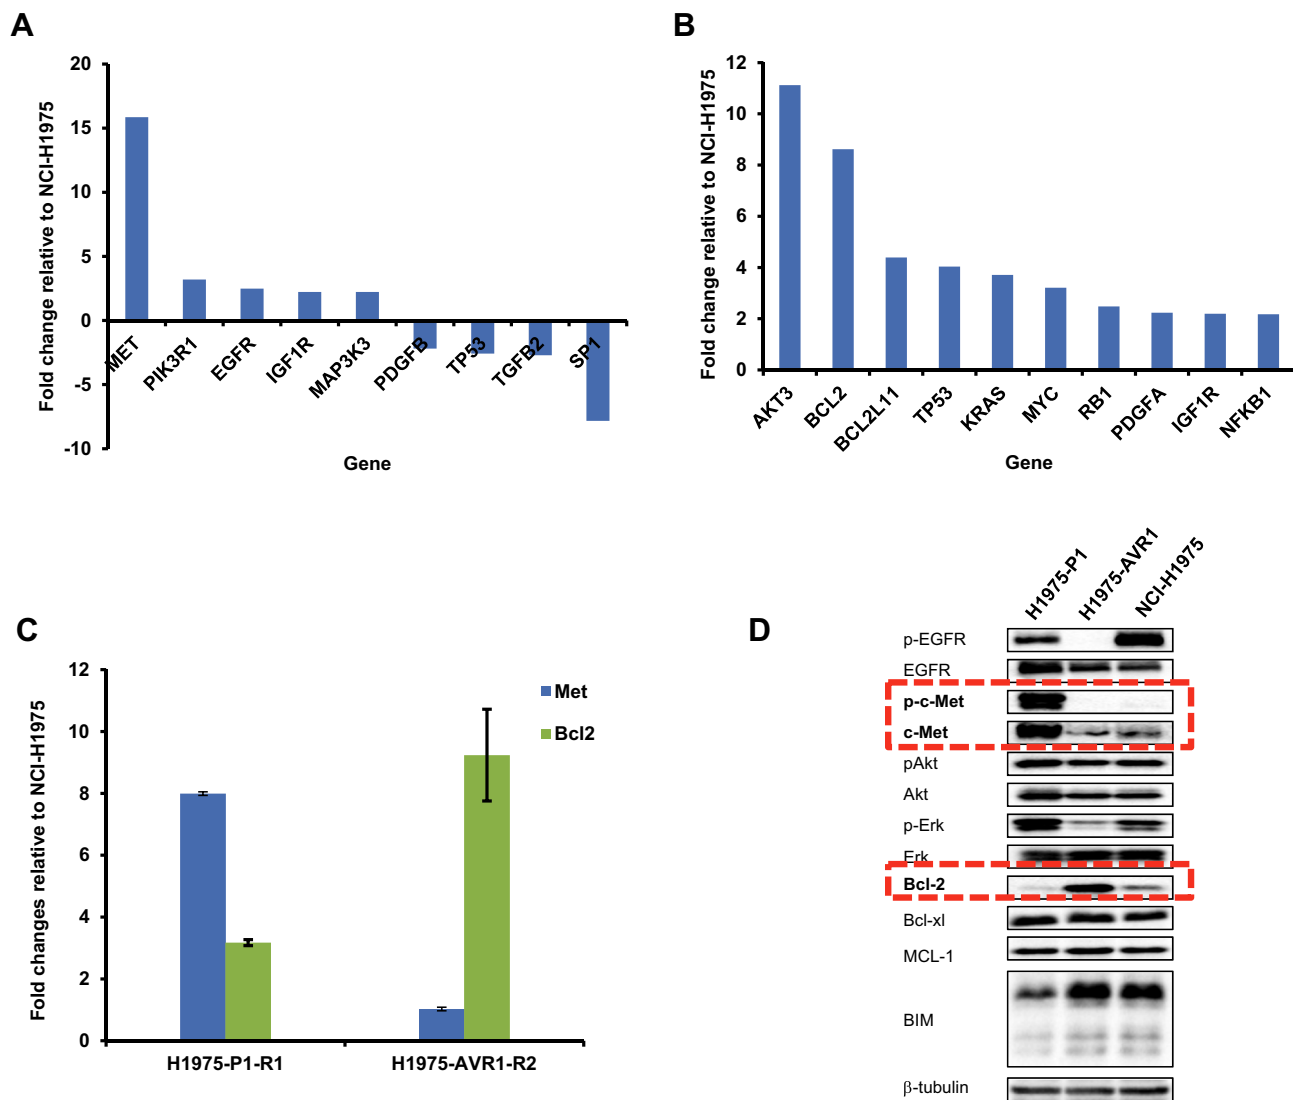 A
Fold change relative to NCI-H1975
20
15
10
5
0
-5
-10
MET
PIK3R1
EGFR
IGF1R
MAP3K3
PDGFB
TP53
TGFB2
SP1
Gene
B
Fold change relative to NCI-H1975
12
10
8
6
4
2
0
AKT3
BCL2
BCL2L11
TP53
KRAS
MYC
RB1
PDGFA
IGF1R
NFKB1
Gene
C
Fold changes relative to NCI-H1975
12
10
8
6
4
2
0
Met
Bcl2
H1975-P1-R1
H1975-AVR1-R2
D
H1975-P1
H1975-AVR1
NCI-H1975
p-EGFR
EGFR
p-c-Met
c-Met
pAkt
Akt
p-Erk
Erk
Bcl-2
Bcl-xl
MCL-1
BIM
β-tubulin